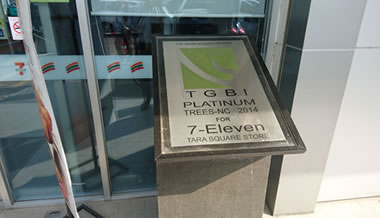 TGBI
PLATINUM
TREES-NC 2014
FOR
7-Eleven
TARA SQUARE STORE